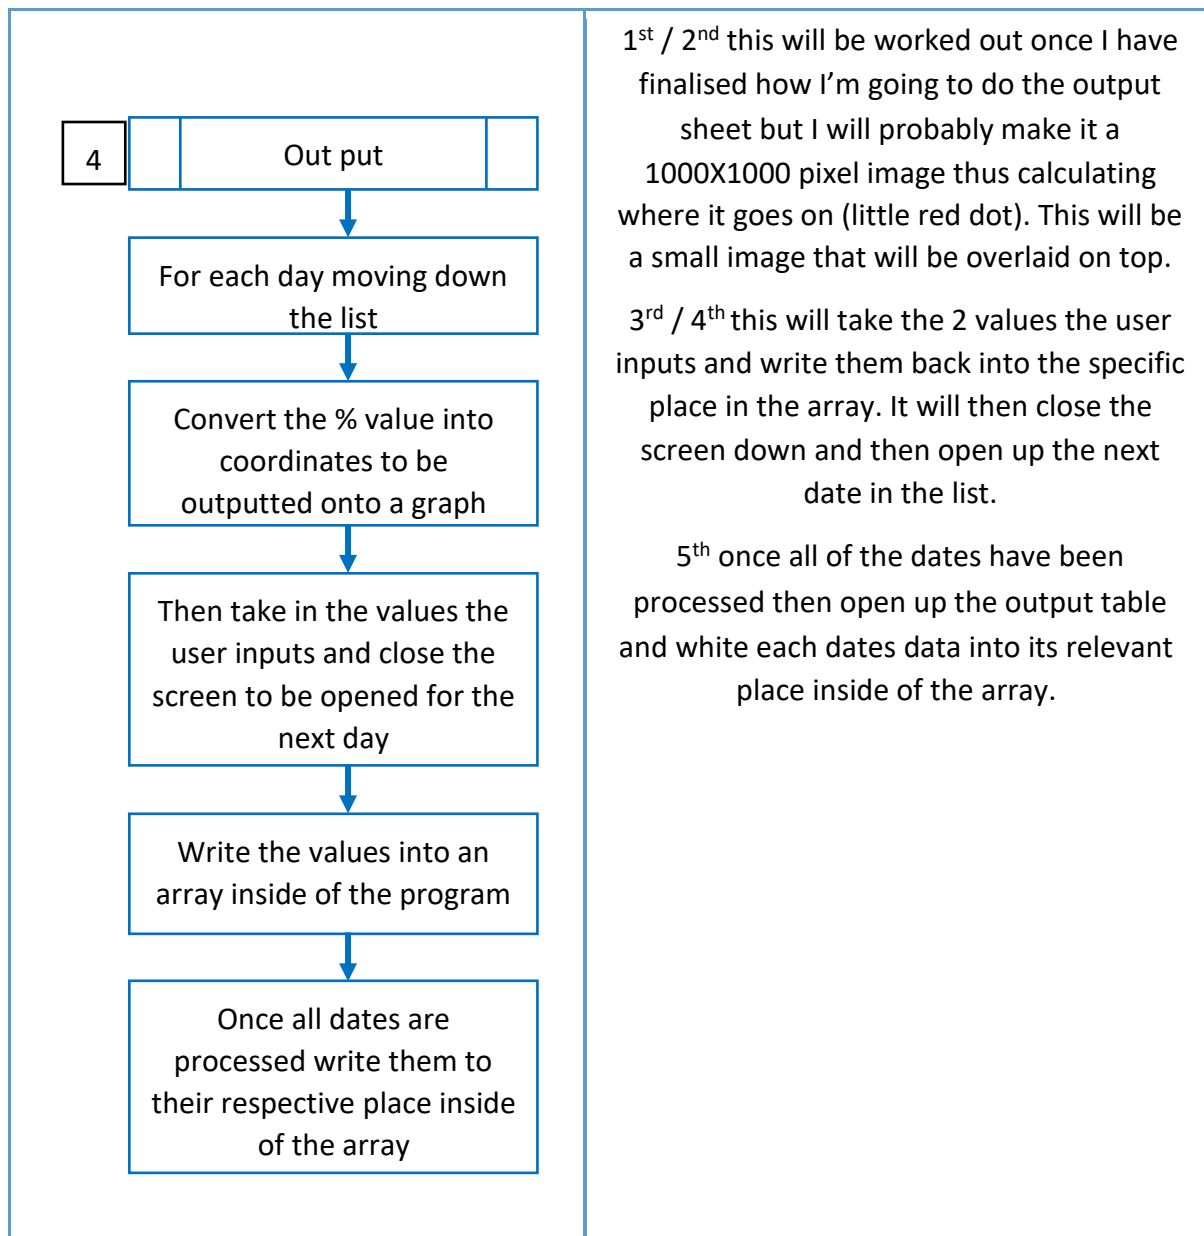 4
Out put
For each day moving down
the list
Convert the % value into
coordinates to be
outputted onto a graph
Then take in the values the
user inputs and close the
screen to be opened for the
next day
Write the values into an
array inside of the program
Once all dates are
processed write them to
their respective place inside
of the array
1st / 2nd this will be worked out once I have
finalised how I’m going to do the output
sheet but I will probably make it a
1000X1000 pixel image thus calculating
where it goes on (little red dot). This will be
a small image that will be overlaid on top.
3rd / 4th this will take the 2 values the user
inputs and write them back into the specific
place in the array. It will then close the
screen down and then open up the next
date in the list.
5th once all of the dates have been
processed then open up the output table
and white each dates data into its relevant
place inside of the array.